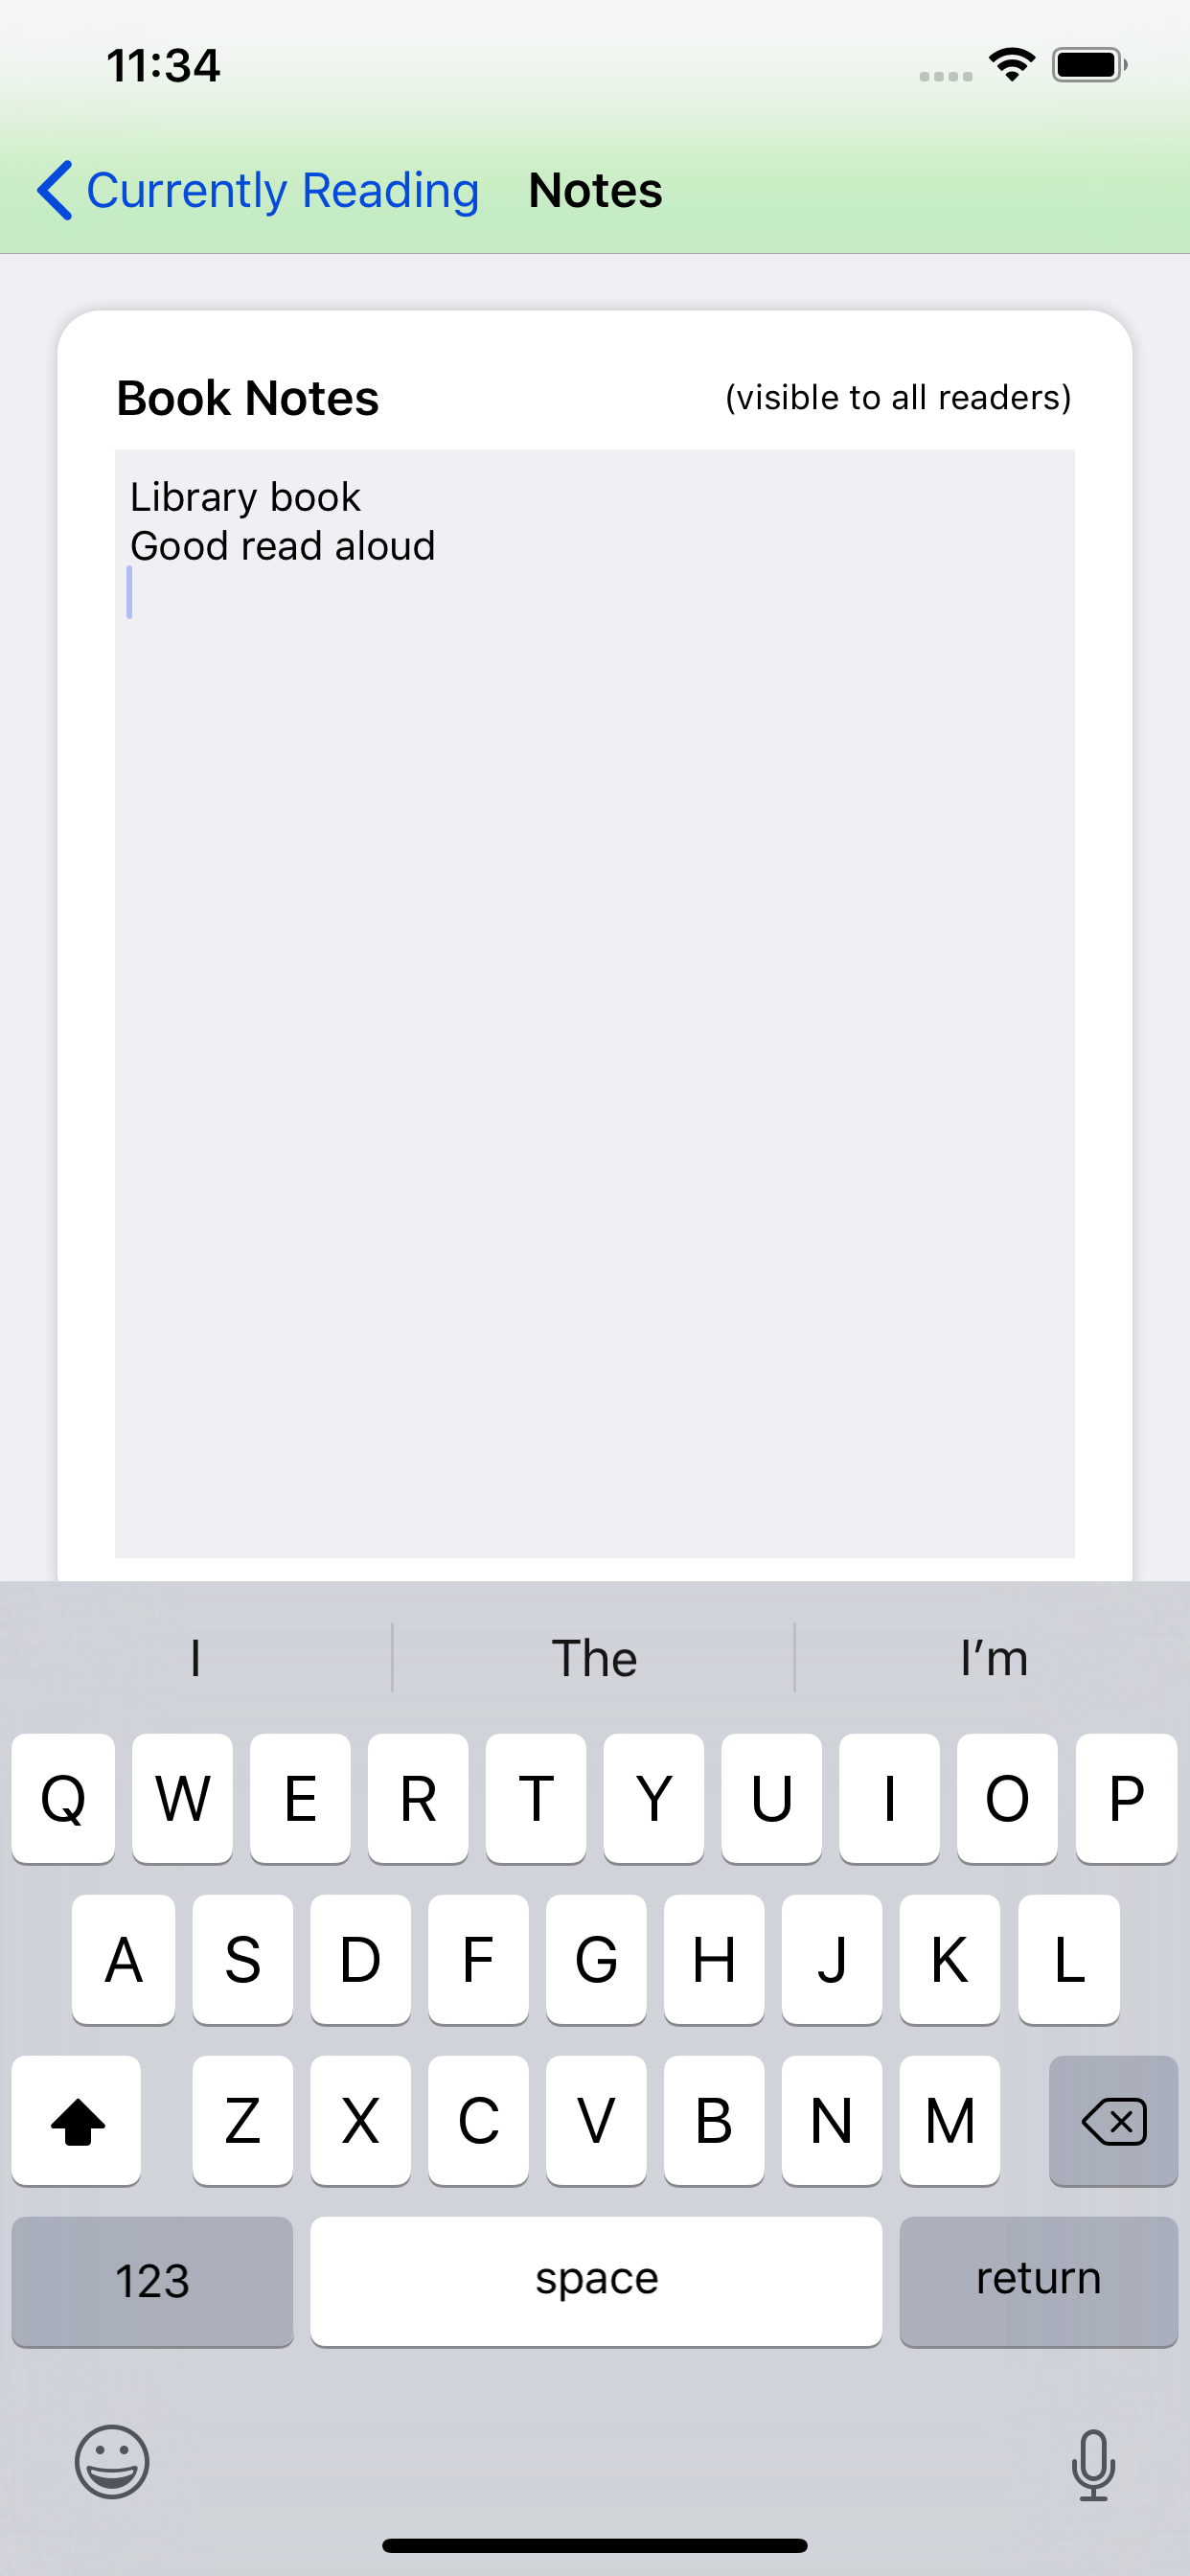 11:34
Currently Reading Notes
Book Notes (visible to all readers)
Library book
Good read aloud
I The I’m
Q W E R T Y U I O P
A S D F G H J K L
Z X C V B N M
123 space return